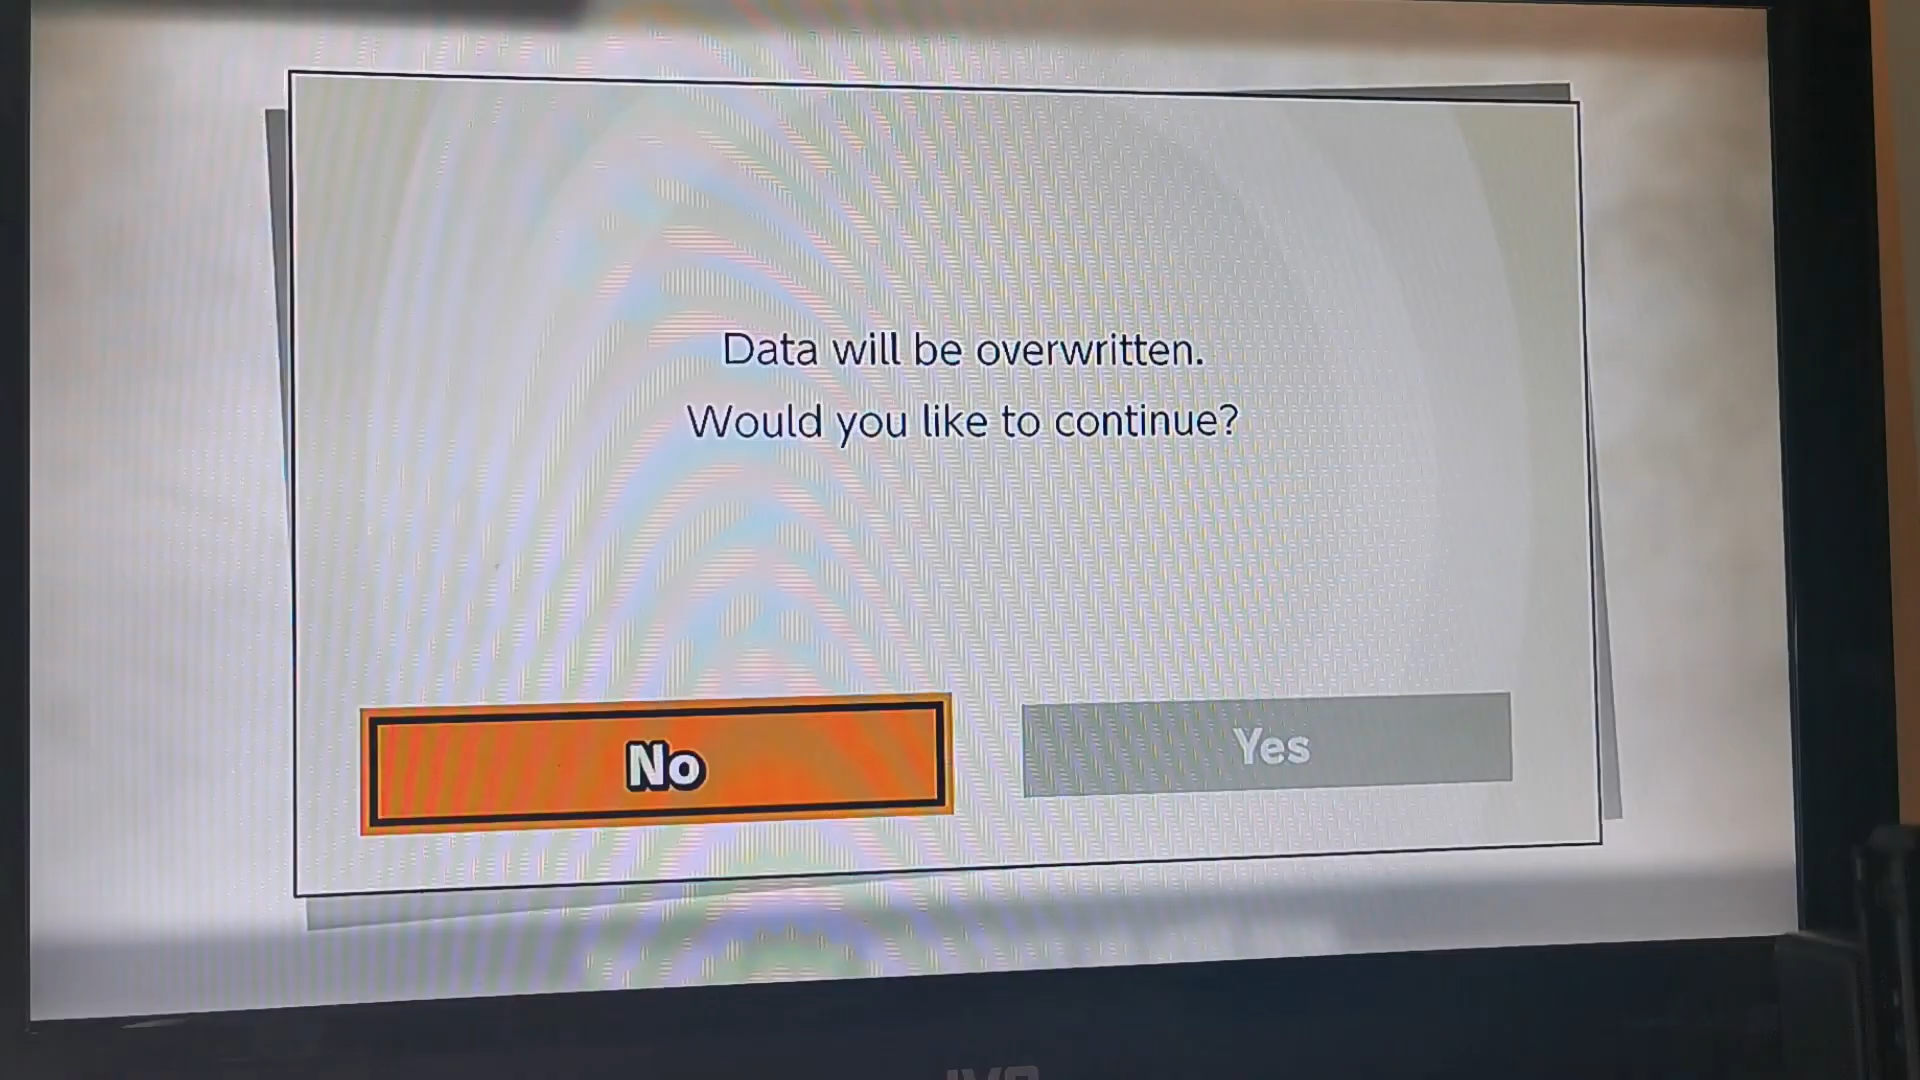 Data will be overwritten.
Would you like to continue?
No
Yes